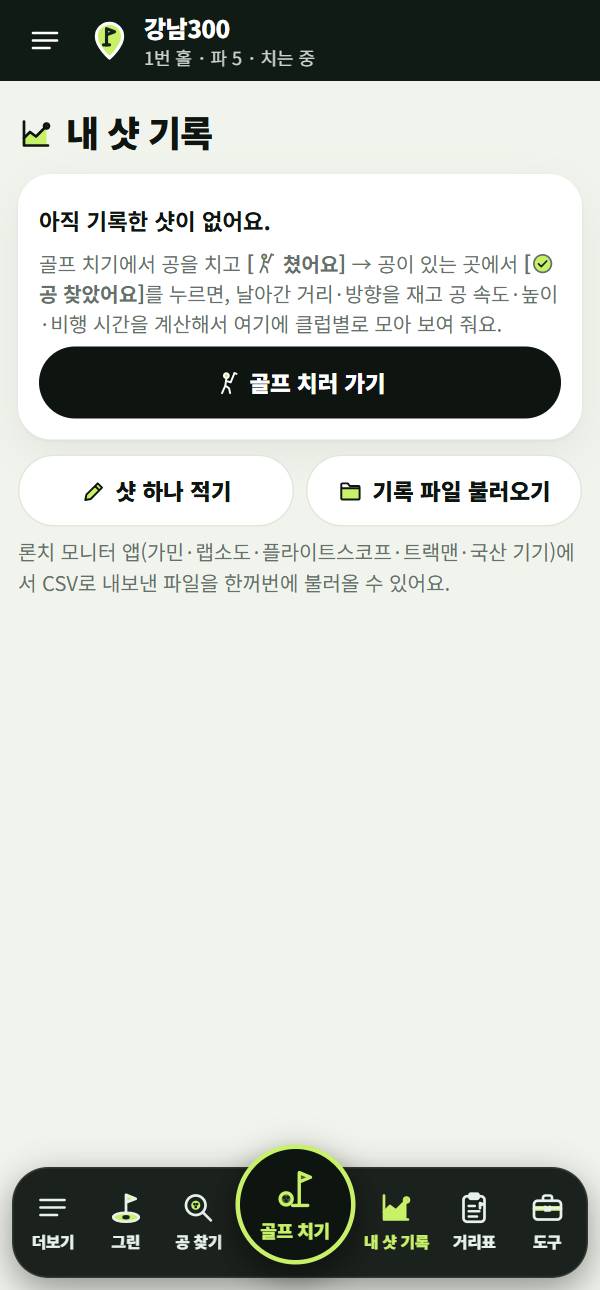 강남300
1번 홀 · 파 5 · 치는 중
내 샷 기록
아직 기록한 샷이 없어요.
골프 치기에서 공을 치고 [ 쳤어요] → 공이 있는 곳에서 [
공 찾았어요]를 누르면, 날아간 거리·방향을 재고 공 속도·높이
·비행 시간을 계산해서 여기에 클럽별로 모아 보여 줘요.
골프 치러 가기
샷 하나 적기
기록 파일 불러오기
론치 모니터 앱(가민·랩소도·플라이트스코프·트랙맨·국산 기기)에
서 CSV로 내보낸 파일을 한꺼번에 불러올 수 있어요.
더보기
그린
공 찾기
골프 치기
내 샷 기록
거리표
도구